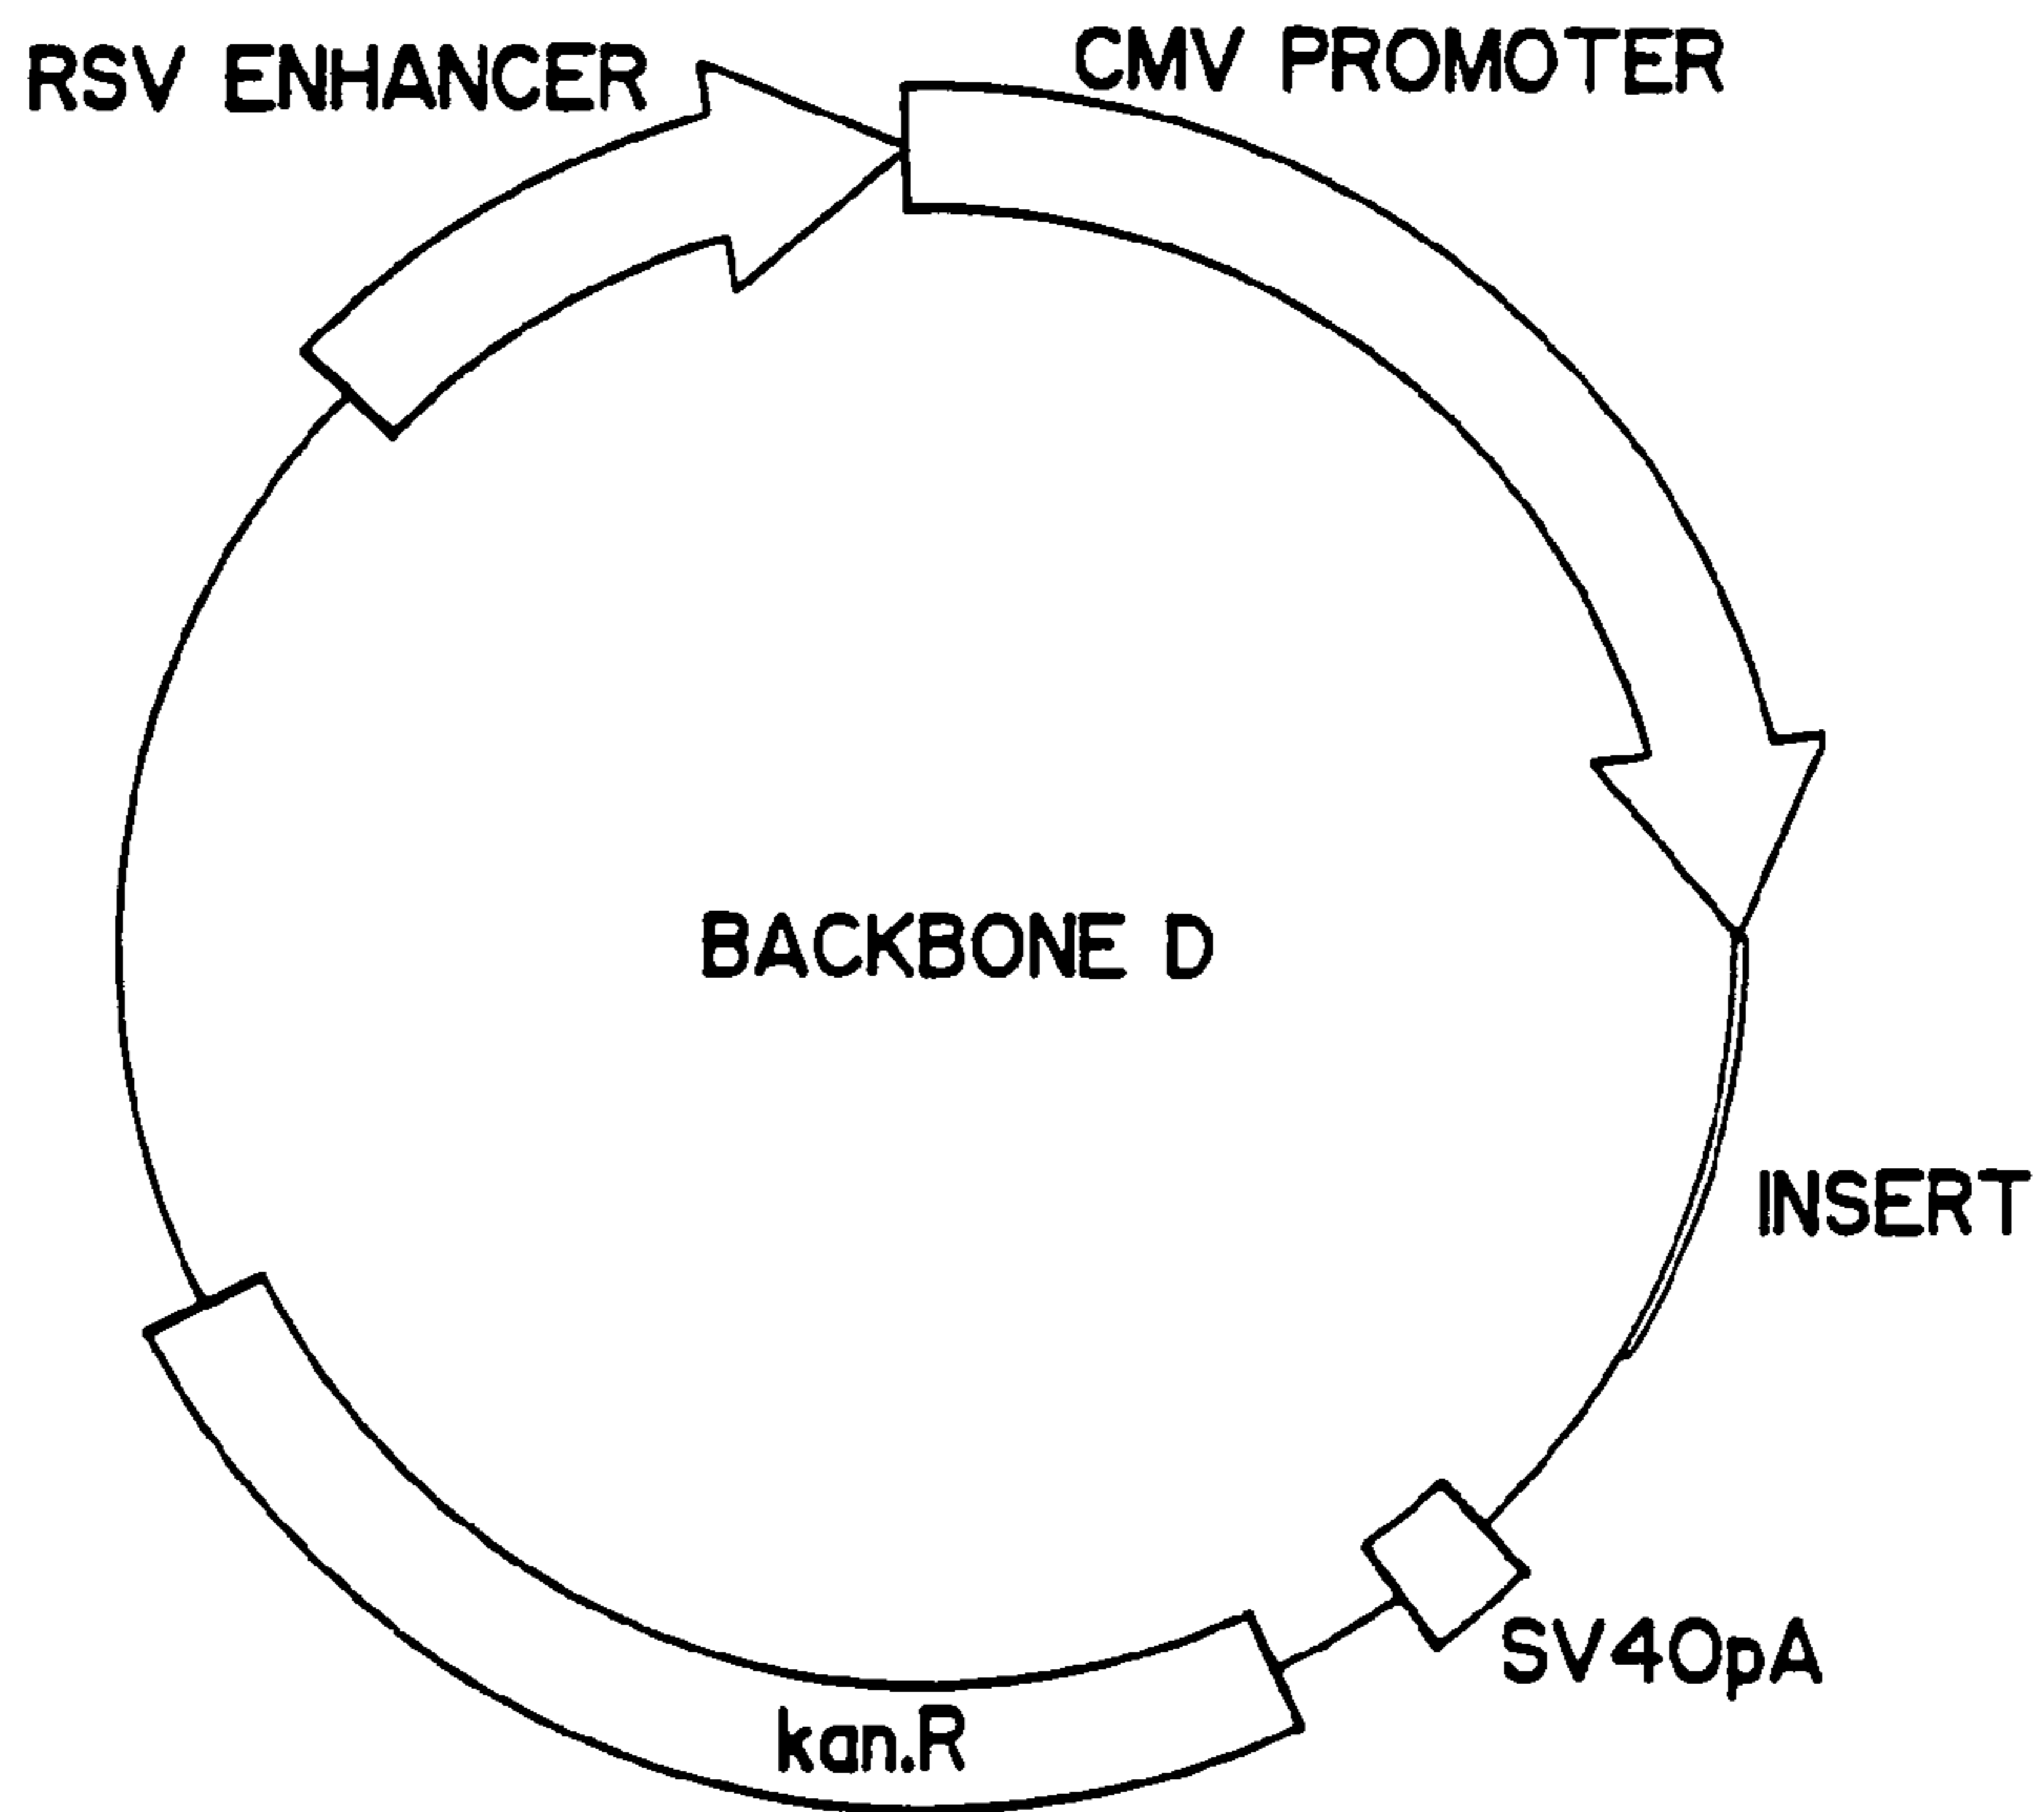 RSV ENHANCER
CMV PROMOTER
BACKBONE D
INSERT
SV40pA
kan.R